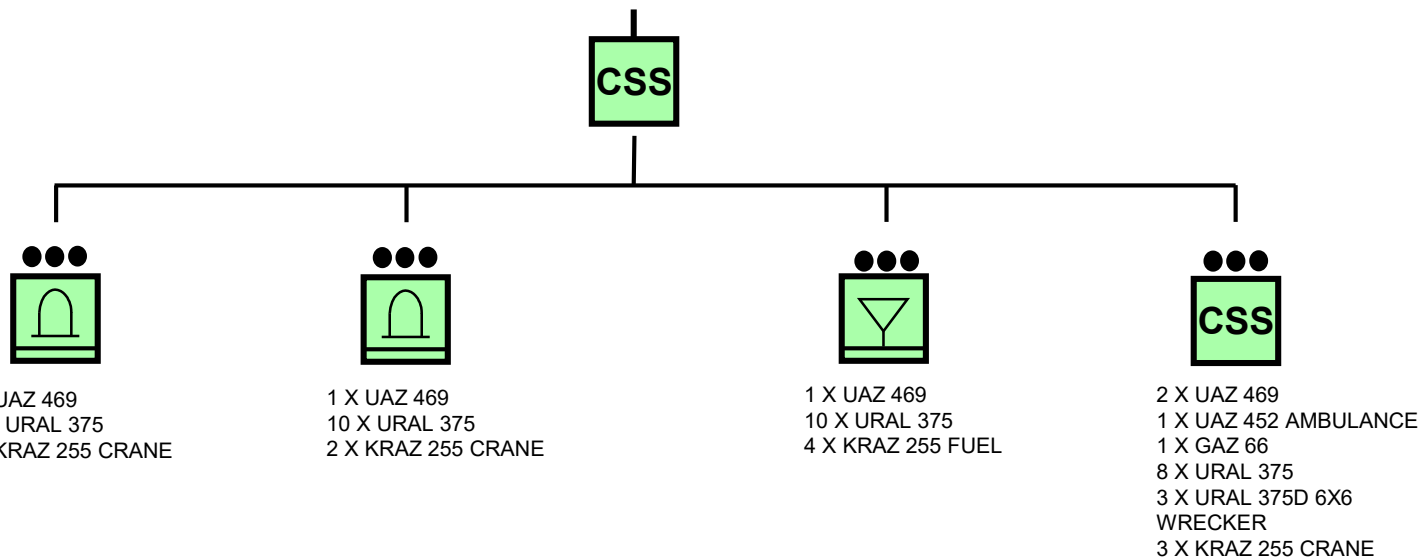 CSS
UAZ 469
URAL 375
KRAZ 255 CRANE
1 X UAZ 469
10 X URAL 375
2 X KRAZ 255 CRANE
1 X UAZ 469
10 X URAL 375
4 X KRAZ 255 FUEL
CSS
2 X UAZ 469
1 X UAZ 452 AMBULANCE
1 X GAZ 66
8 X URAL 375
3 X URAL 375D 6X6
WRECKER
3 X KRAZ 255 CRANE